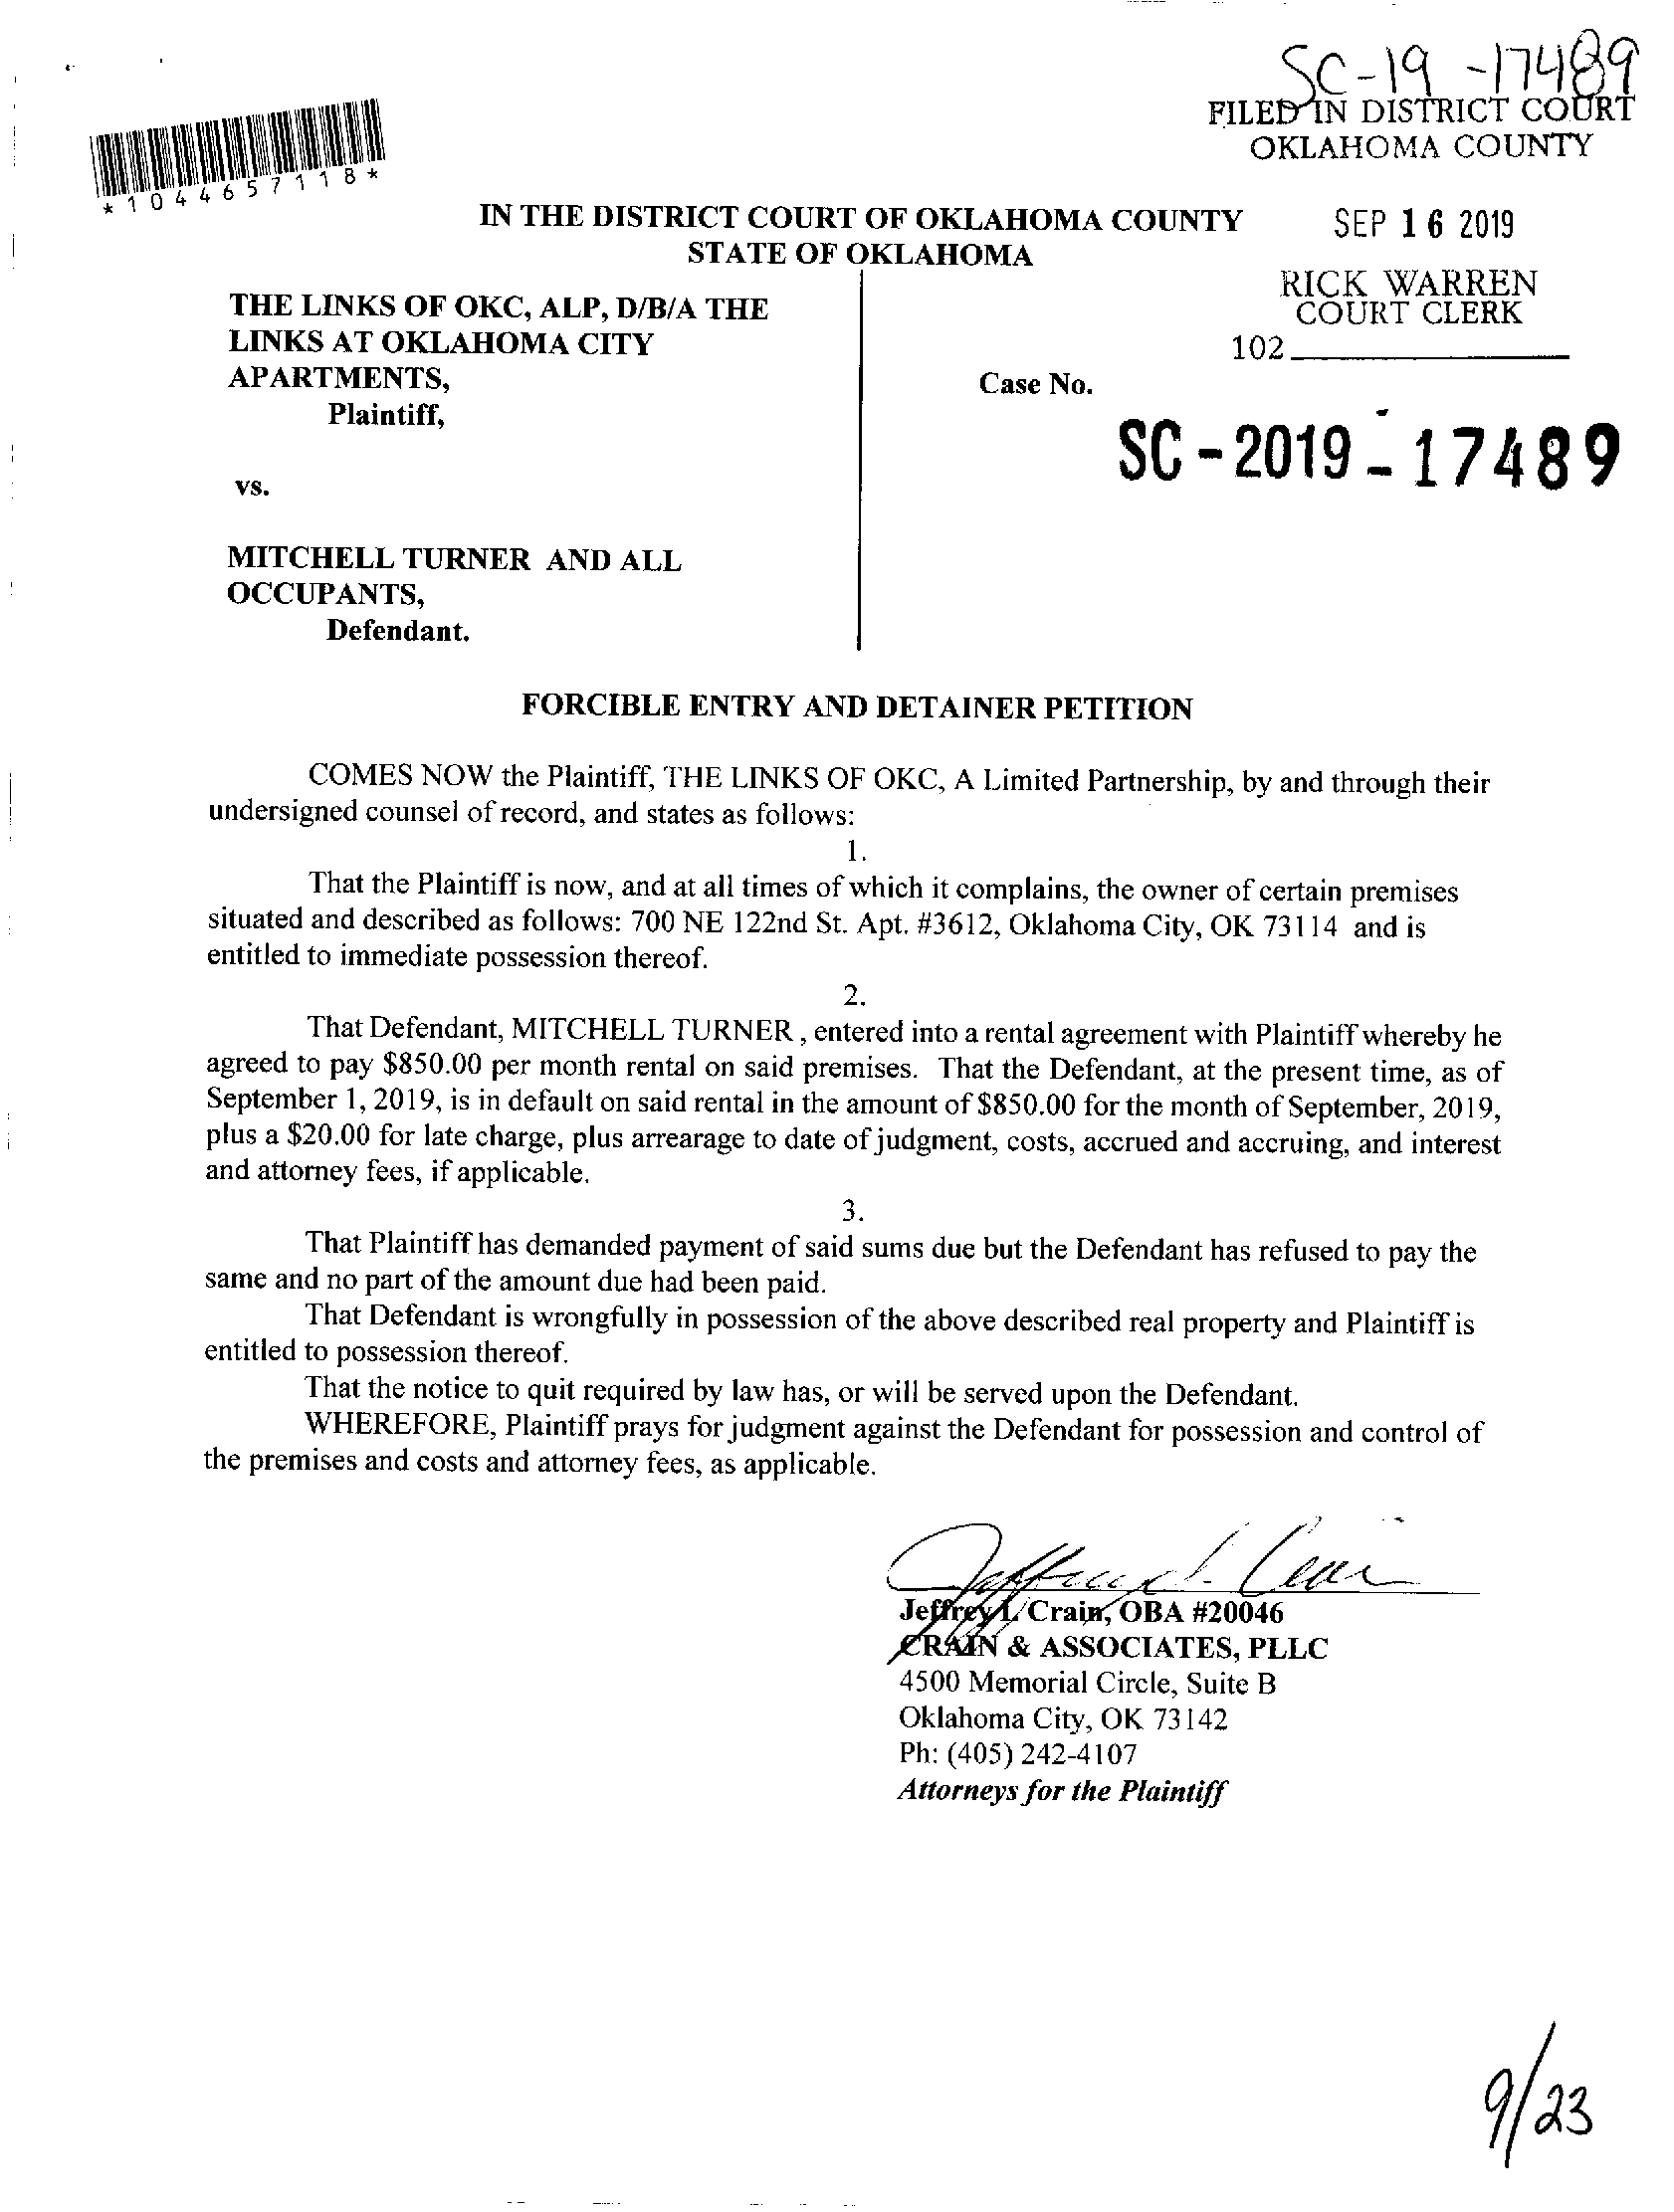 SC-19-17489
FILED IN DISTRICT COURT
OKLAHOMA COUNTY
*1044657118*
SEP 16 2019
RICK WARREN
COURT CLERK
102
IN THE DISTRICT COURT OF OKLAHOMA COUNTY
STATE OF OKLAHOMA
THE LINKS OF OKC, ALP, D/B/A THE
LINKS AT OKLAHOMA CITY
APARTMENTS,
Plaintiff,
vs.
MITCHELL TURNER AND ALL
OCCUPANTS,
Defendant.
Case No.
SC-2019-17489
FORCIBLE ENTRY AND DETAINER PETITION
COMES NOW the Plaintiff, THE LINKS OF OKC, A Limited Partnership, by and through their
undersigned counsel of record, and states as follows:
1.
That the Plaintiff is now, and at all times of which it complains, the owner of certain premises
situated and described as follows: 700 NE 122nd St. Apt. #3612, Oklahoma City, OK 73114 and is
entitled to immediate possession thereof.
2.
That Defendant, MITCHELL TURNER , entered into a rental agreement with Plaintiff whereby he
agreed to pay $850.00 per month rental on said premises. That the Defendant, at the present time, as of
September 1, 2019, is in default on said rental in the amount of $850.00 for the month of September, 2019,
plus a $20.00 for late charge, plus arrearage to date of judgment, costs, accrued and accruing, and interest
and attorney fees, if applicable.
3.
That Plaintiff has demanded payment of said sums due but the Defendant has refused to pay the
same and no part of the amount due had been paid.
That Defendant is wrongfully in possession of the above described real property and Plaintiff is
entitled to possession thereof.
That the notice to quit required by law has, or will be served upon the Defendant.
WHEREFORE, Plaintiff prays for judgment against the Defendant for possession and control of
the premises and costs and attorney fees, as applicable.
Jeffrey L. Crain
Jeffrey L Crain, OBA #20046
CRAIN & ASSOCIATES, PLLC
4500 Memorial Circle, Suite B
Oklahoma City, OK 73142
Ph: (405) 242-4107
Attorneys for the Plaintiff
9/23